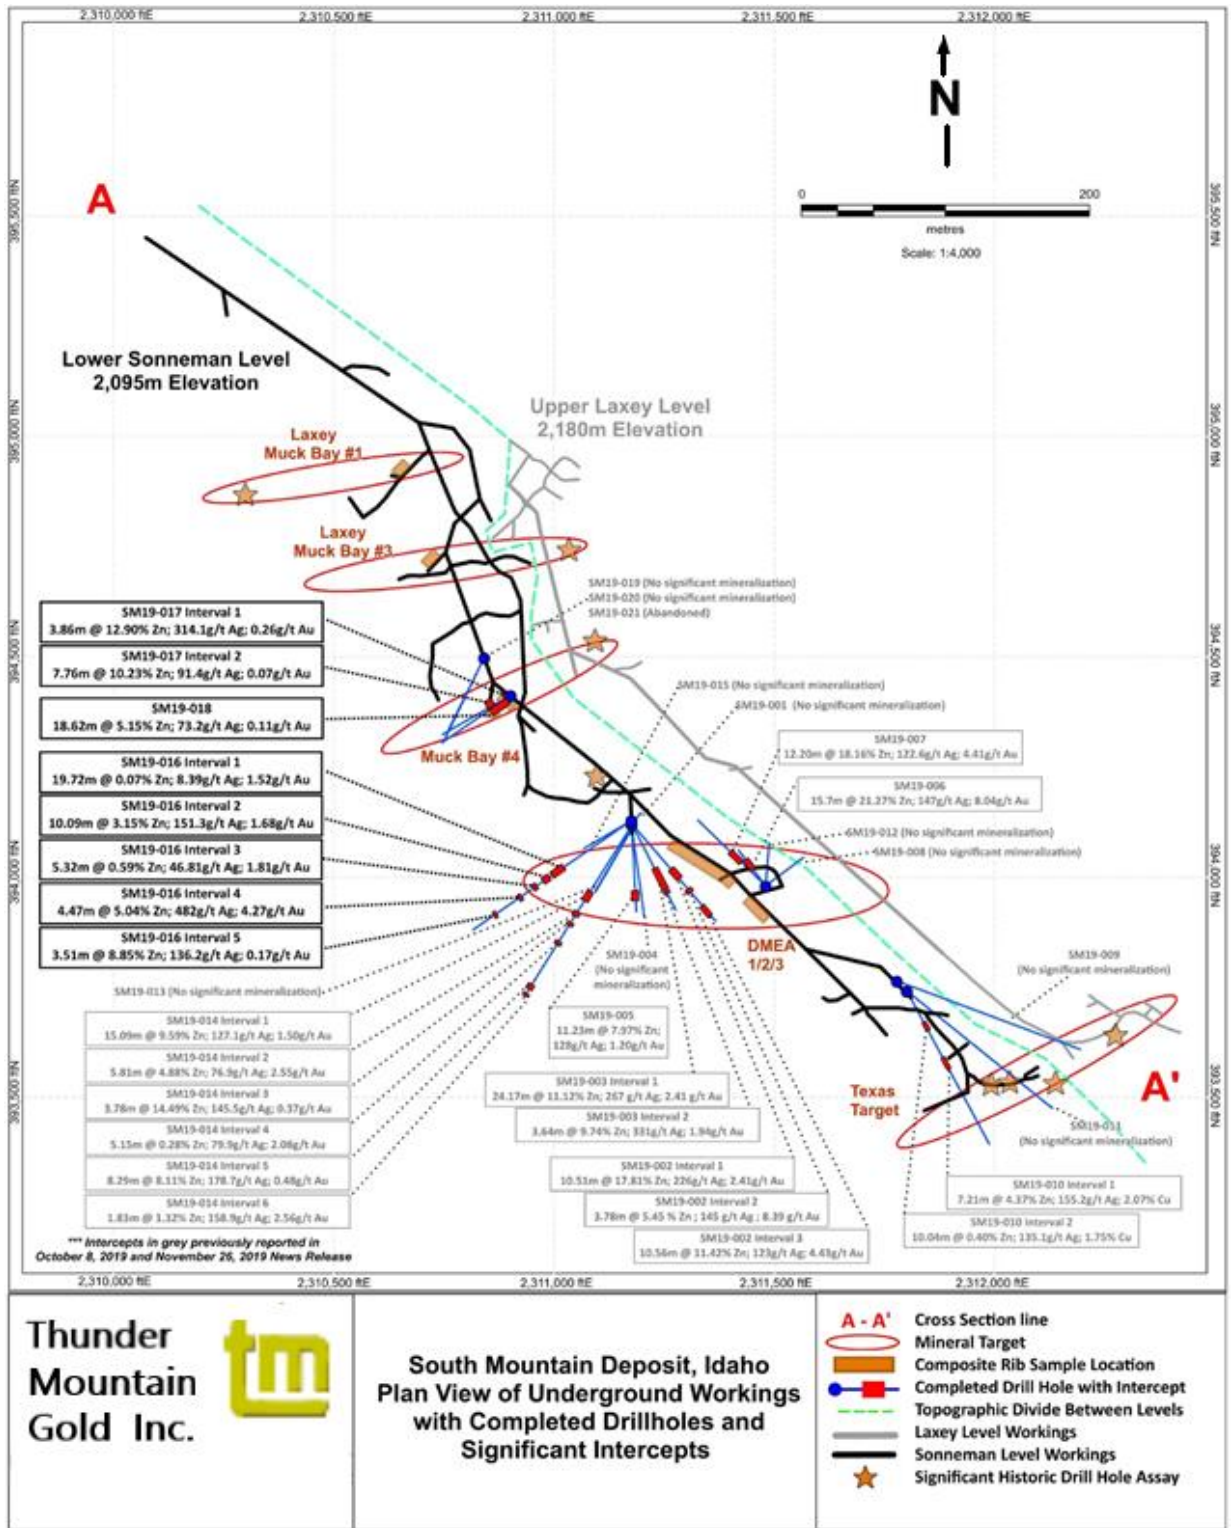 2,310,000 ftE
2,310,500 ftE
2,311,000 ftE
2,311,500 ftE
2,312,000 ftE
N
A
395,500 ftN
395,500 ftN
0
200
metres
Scale: 1:4,000
Lower Sonneman Level
2,095m Elevation
Upper Laxey Level
2,180m Elevation
395,000 ftN
395,000 ftN
Laxey
Muck Bay #1
Laxey
Muck Bay #3
SM19-019 (No significant mineralization)
SM19-020 (No significant mineralization)
SM19-021 (Abandoned)
SM19-017 Interval 1
3.86m @ 12.90% Zn; 314.1g/t Ag; 0.26g/t Au
394,500 ftN
394,500 ftN
SM19-017 Interval 2
7.76m @ 10.23% Zn; 91.4g/t Ag; 0.07g/t Au
SM19-015 (No significant mineralization)
SM19-001 (No significant mineralization)
SM19-018
18.62m @ 5.15% Zn; 73.2g/t Ag; 0.11g/t Au
Muck Bay #4
SM19-007
12.20m @ 18.16% Zn; 122.6g/t Ag; 4.41g/t Au
SM19-016 Interval 1
19.72m @ 0.07% Zn; 8.39g/t Ag; 1.52g/t Au
SM19-006
15.7m @ 21.27% Zn; 147g/t Ag; 8.04g/t Au
SM19-016 Interval 2
10.09m @ 3.15% Zn; 151.3g/t Ag; 1.68g/t Au
SM19-012 (No significant mineralization)
SM19-008 (No significant mineralization)
SM19-016 Interval 3
5.32m @ 0.59% Zn; 46.81g/t Ag; 1.81g/t Au
394,000 ftN
394,000 ftN
SM19-016 Interval 4
4.47m @ 5.04% Zn; 482g/t Ag; 4.27g/t Au
SM19-016 Interval 5
3.51m @ 8.85% Zn; 136.2g/t Ag; 0.17g/t Au
DMEA
1/2/3
SM19-004
(No significant
mineralization)
SM19-009
(No significant mineralization)
SM19-013 (No significant mineralization)
SM19-014 Interval 1
15.09m @ 9.59% Zn; 127.1g/t Ag; 1.50g/t Au
SM19-005
11.23m @ 7.97% Zn;
128g/t Ag; 1.20g/t Au
SM19-014 Interval 2
5.81m @ 4.88% Zn; 76.9g/t Ag; 2.55g/t Au
SM19-014 Interval 3
3.78m @ 14.49% Zn; 145.5g/t Ag; 0.37g/t Au
SM19-003 Interval 1
24.17m @ 11.12% Zn; 267 g/t Ag; 2.41 g/t Au
Texas
Target
A'
393,500 ftN
393,500 ftN
SM19-003 Interval 2
3.64m @ 9.74% Zn; 331g/t Ag; 1.94g/t Au
SM19-014 Interval 4
5.15m @ 0.28% Zn; 79.9g/t Ag; 2.08g/t Au
(No significant mineralization)
SM19-014 Interval 5
8.29m @ 8.11% Zn; 178.7g/t Ag; 0.48g/t Au
SM19-002 Interval 1
10.51m @ 17.81% Zn; 226g/t Ag; 2.41g/t Au
SM19-010 Interval 1
7.21m @ 4.37% Zn; 155.2g/t Ag; 2.07% Cu
SM19-014 Interval 6
1.83m @ 1.32% Zn; 158.9g/t Ag; 2.56g/t Au
SM19-002 Interval 2
3.78m @ 5.45 % Zn ; 145 g/t Ag ; 8.39 g/t Au
SM19-010 Interval 2
10.04m @ 0.40% Zn; 135.1g/t Ag; 1.75% Cu
SM19-002 Interval 3
10.56m @ 11.42% Zn; 123g/t Ag; 4.43g/t Au
*** Intercepts in grey previously reported in
October 8, 2019 and November 26, 2019 News Release
2,310,000 ftE
2,310,500 ftE
2,311,000 ftE
2,311,500 ftE
2,312,000 ftE
Thunder
Mountain
Gold Inc.
tm
South Mountain Deposit, Idaho
Plan View of Underground Workings
with Completed Drillholes and
Significant Intercepts
A - A' Cross Section line
Mineral Target
Composite Rib Sample Location
Completed Drill Hole with Intercept
Topographic Divide Between Levels
Laxey Level Workings
Sonneman Level Workings
Significant Historic Drill Hole Assay